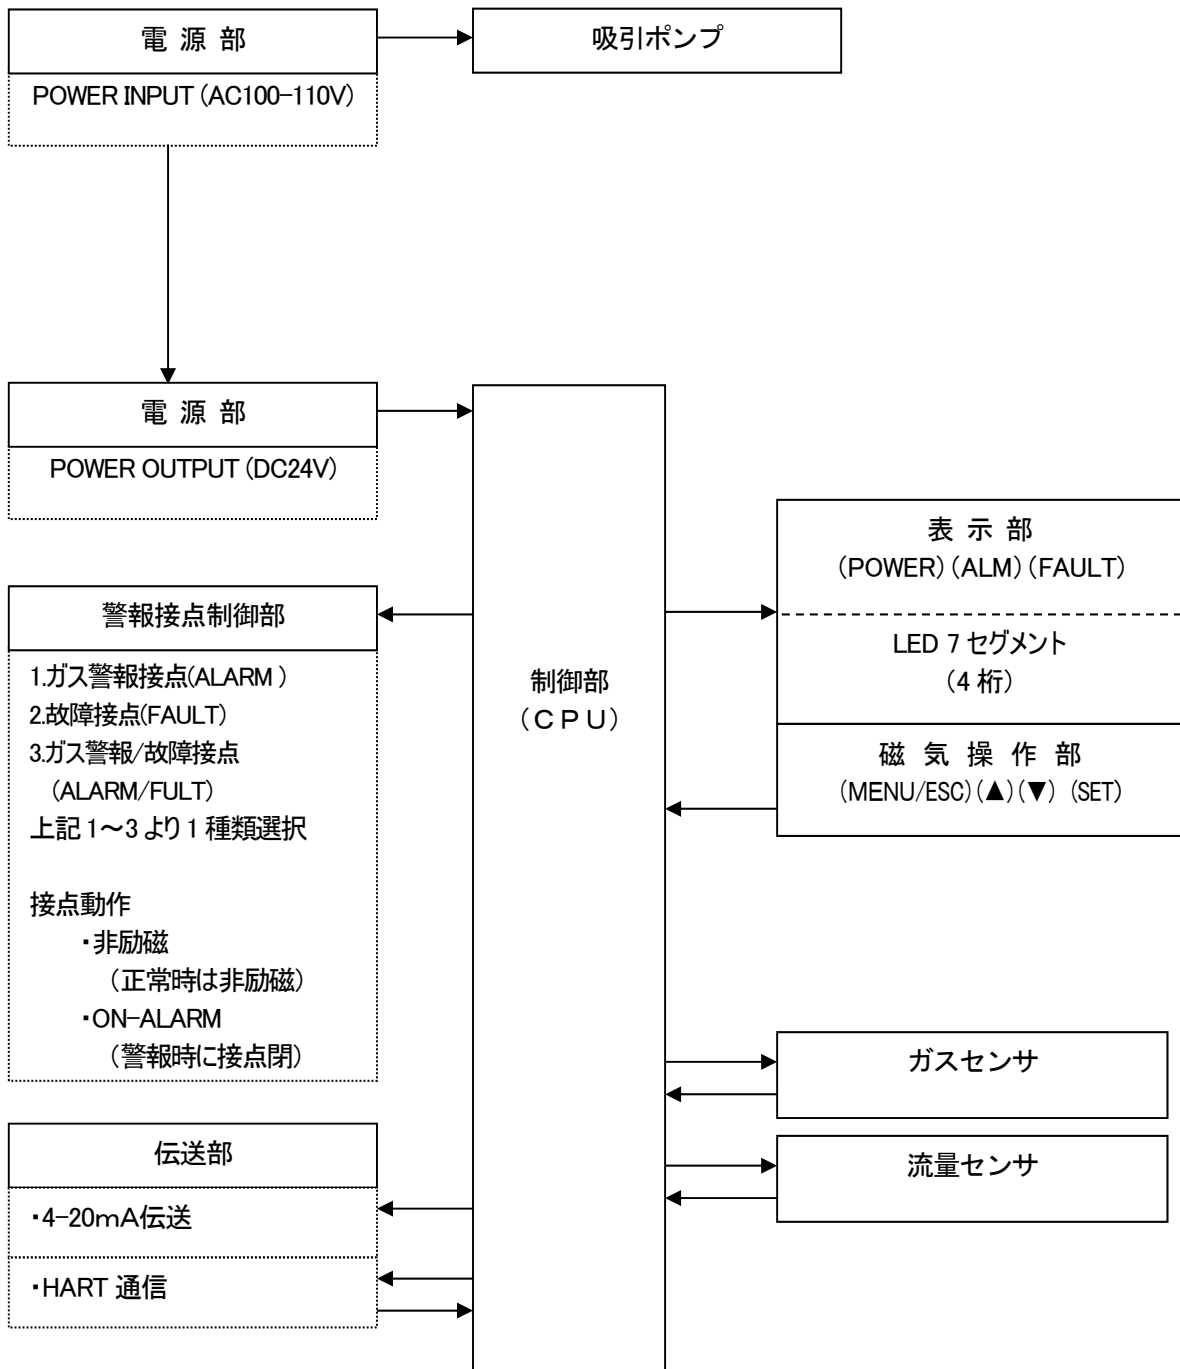 電 源 部
吸引ポンプ
POWER INPUT (AC100-110V)
電 源 部
POWER OUTPUT (DC24V)
表 示 部
(POWER) (ALM) (FAULT)
LED 7 セグメント
(4 桁)
磁 気 操 作 部
(MENU/ESC) (▲) (▼) (SET)
警報接点制御部
1.ガス警報接点(ALARM )
2.故障接点(FAULT)
3.ガス警報/故障接点
(ALARM/FULT)
上記 1～3 より 1 種類選択
接点動作
・非励磁
(正常時は非励磁)
・ON-ALARM
(警報時に接点閉)
制御部
(ＣＰＵ)
ガスセンサ
流量センサ
伝送部
・4-20ｍA伝送
・HART 通信